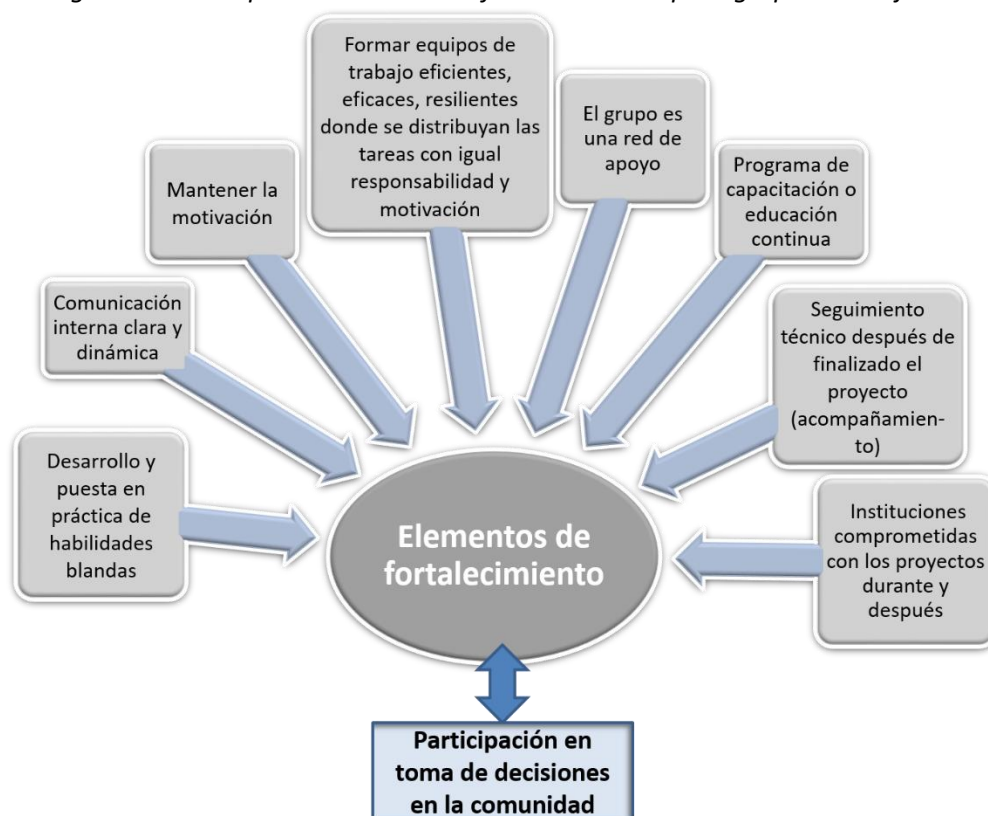 Mantener la
motivación
Formar equipos de
trabajo eficientes,
eficaces, resilientes
donde se distribuyan las
tareas con igual
responsabilidad y
motivación
El grupo es
una red de
apoyo
Programa de
capacitación o
educación
continua
Comunicación
interna clara y
dinámica
Seguimiento
técnico después de
finalizado el
proyecto
(acompañamien-
to)
Desarrollo y
puesta en
práctica de
habilidades
blandas
Instituciones
comprometidas
con los proyectos
durante y
después
Elementos de
fortalecimiento
Participación en
toma de decisiones
en la comunidad